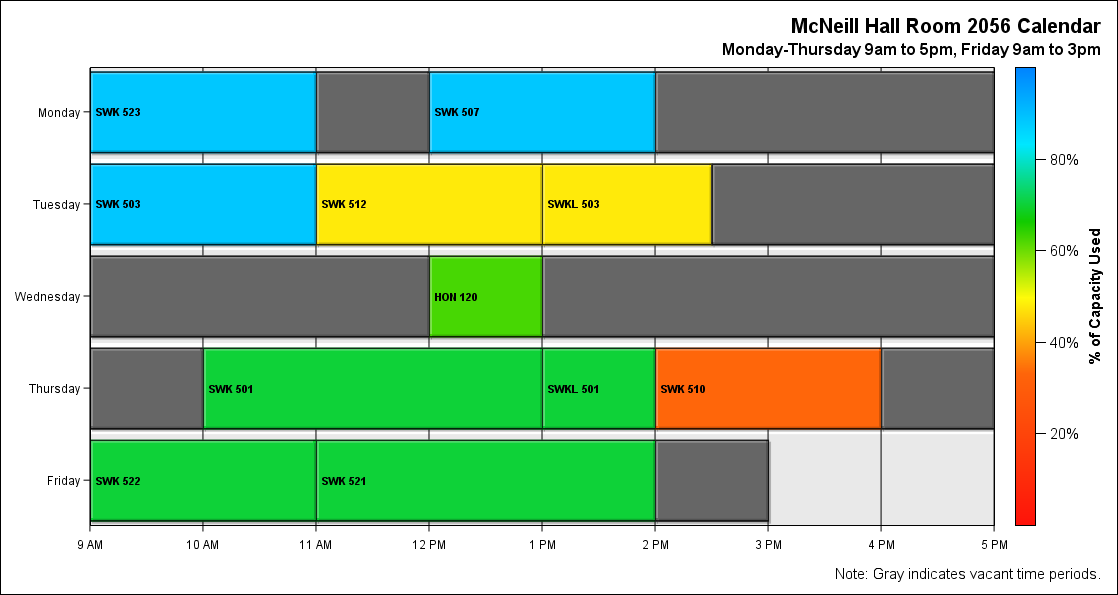 McNeill Hall Room 2056 Calendar
Monday-Thursday 9am to 5pm, Friday 9am to 3pm
Monday
SWK 523
SWK 507
Tuesday
SWK 503
SWK 512
SWKL 503
Wednesday
HON 120
Thursday
SWK 501
SWKL 501
SWK 510
Friday
SWK 522
SWK 521
9 AM
10 AM
11 AM
12 PM
1 PM
2 PM
3 PM
4 PM
5 PM
80%
60%
40%
20%
% of Capacity Used
Note: Gray indicates vacant time periods.